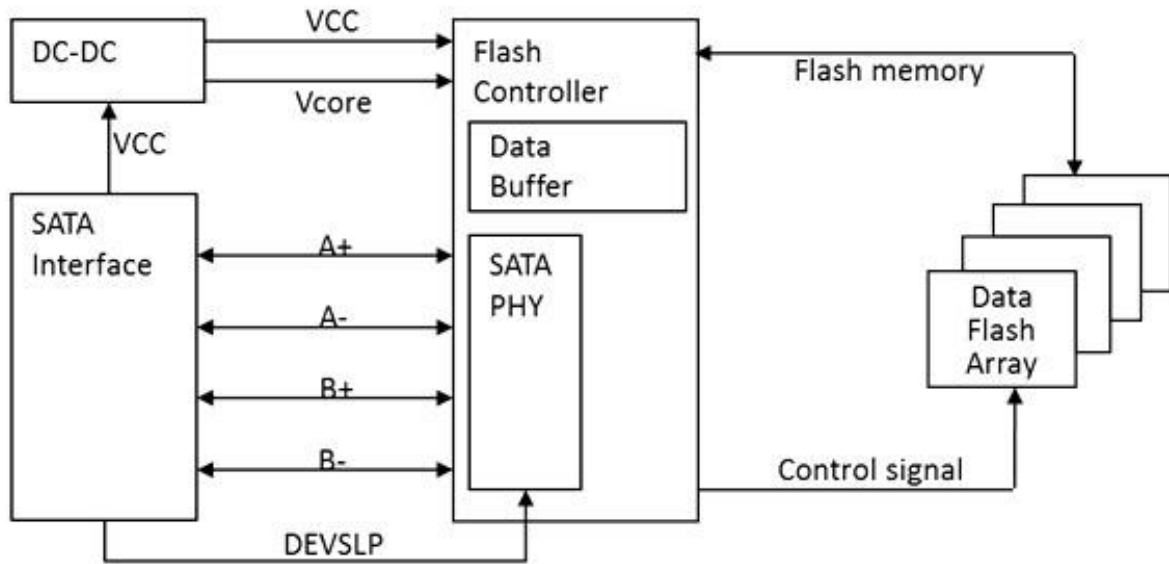 VCC
DC-DC
Vcore
VCC
Flash
Controller
Data
Buffer
Flash memory
SATA
Interface
A+
A-
B+
B-
SATA
PHY
Data
Flash
Array
Control signal
DEVSLP